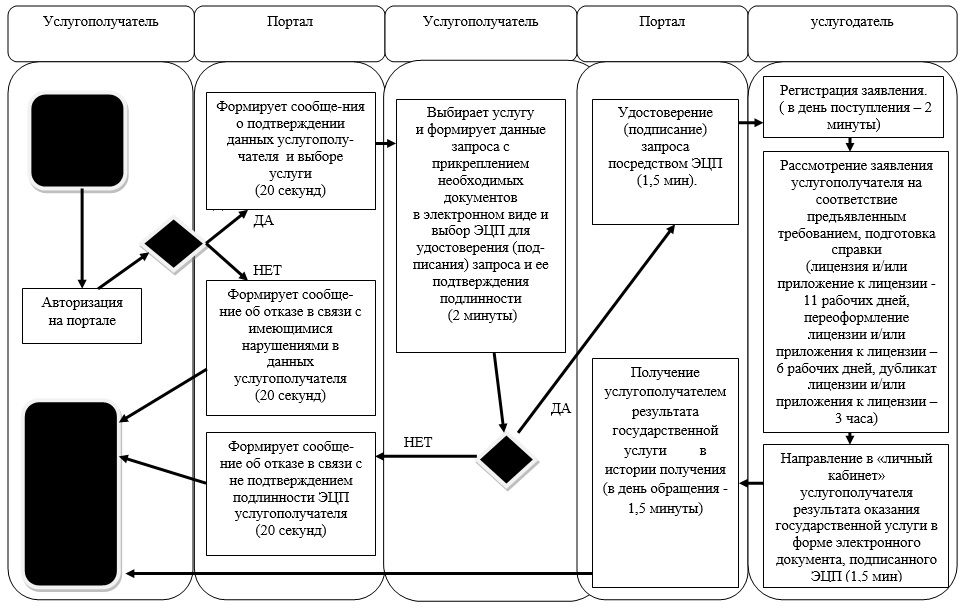 Услугополучатель
Портал
Услугополучатель
Портал
услугодатель
Авторизация
на портале
Формирует сообще-ния
о подтверждении
данных услугополу-
чателя и выборе
услуги
(20 секунд)
ДА
НЕТ
Формирует сообще-
ние об отказе в связи с
имеющимися
нарушениями в
данных
услугополучателя
(20 секунд)
Формирует сообще-
ние об отказе в связи с
не подтверждением
подлинности ЭЦП
услугополучателя
(20 секунд)
Выбирает услугу
и формирует данные
запроса с
прикреплением
необходимых
документов
в электронном виде и
выбор ЭЦП для
удостоверения (под-
писания) запроса и ее
подтверждения
подлинности
(2 минуты)
НЕТ
ДА
Удостоверение
(подписание)
запроса
посредством ЭЦП
(1,5 мин).
Получение
услугополучателем
результата
государственной
услуги в
истории получения
(в день обращения -
1,5 минуты)
Регистрация заявления.
( в день поступления – 2
минуты)
Рассмотрение заявления
услугополучателя на
соответствие
предъявленным
требованием, подготовка
справки
(лицензия и/или
приложение к лицензии -
11 рабочих дней,
переоформление
лицензии и/или
приложения к лицензии –
6 рабочих дней, дубликат
лицензии и/или
приложения к лицензии –
3 часа)
Направление в «личный
кабинет»
услугополучателя
результата оказания
государственной услуги в
форме электронного
документа, подписанного
ЭЦП (1,5 мин)